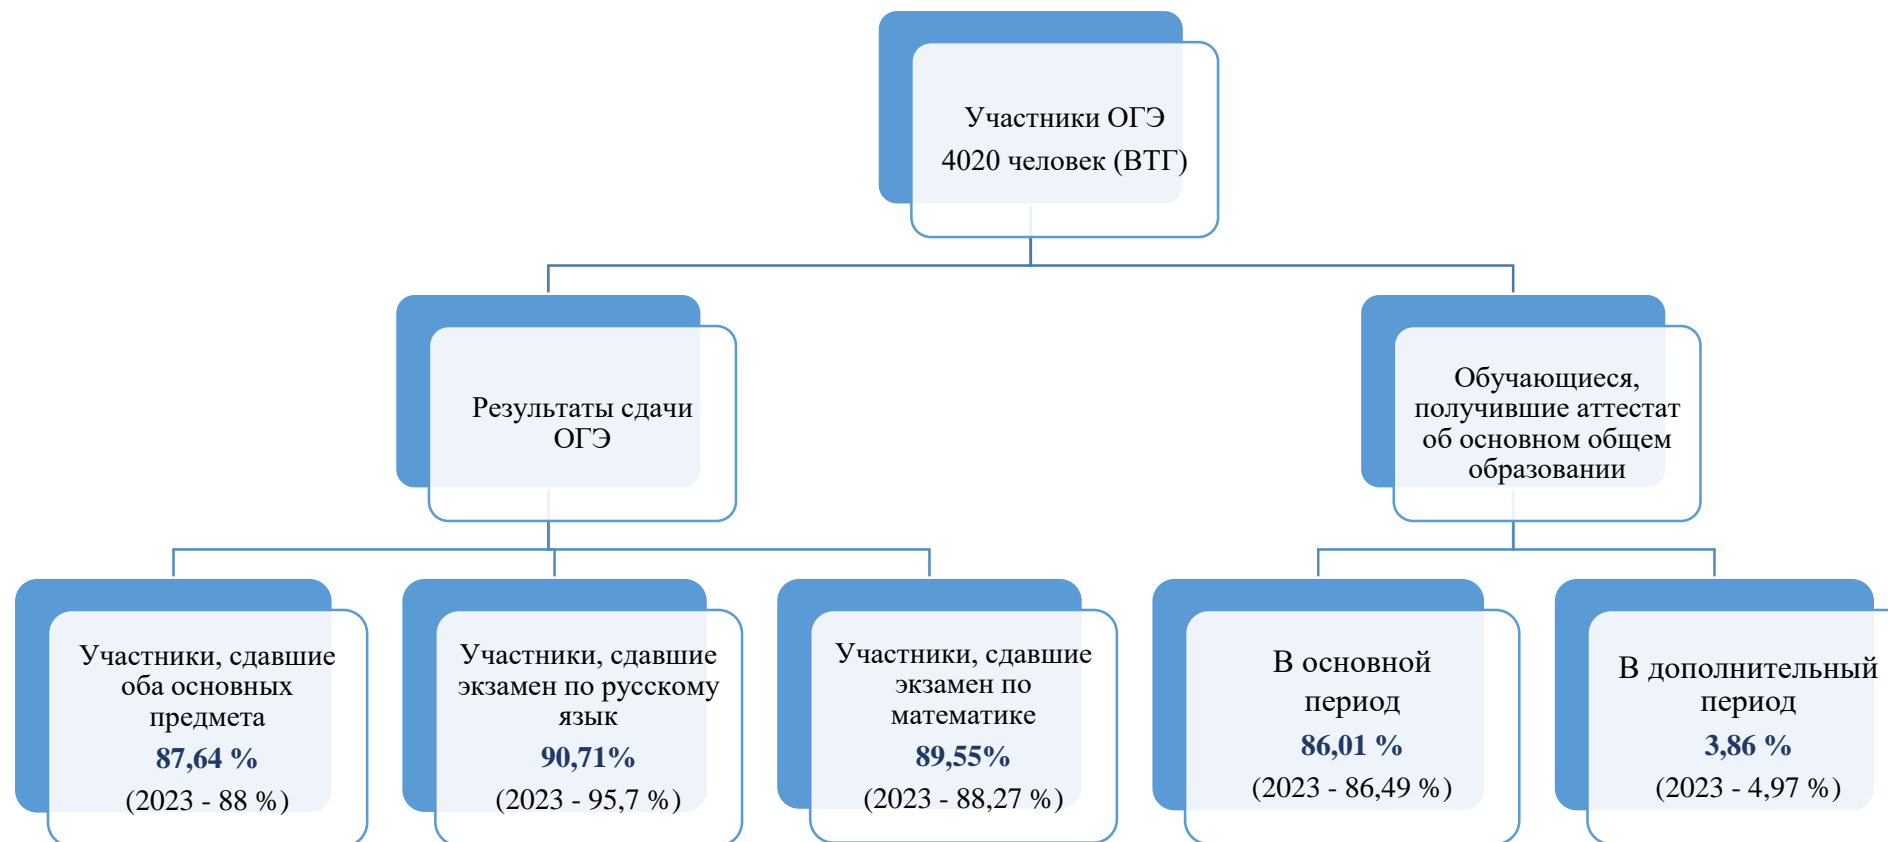 Участники ОГЭ
4020 человек (ВТГ)
Результаты сдачи
ОГЭ
Обучающиеся,
получившие аттестат
об основном общем
образовании
Участники, сдавшие
оба основных
предмета
87,64 %
(2023 - 88 %)
Участники, сдавшие
экзамен по русскому
язык
90,71%
(2023 - 95,7 %)
Участники, сдавшие
экзамен по
математике
89,55%
(2023 - 88,27 %)
В основной
период
86,01 %
(2023 - 86,49 %)
В дополнительный
период
3,86 %
(2023 - 4,97 %)